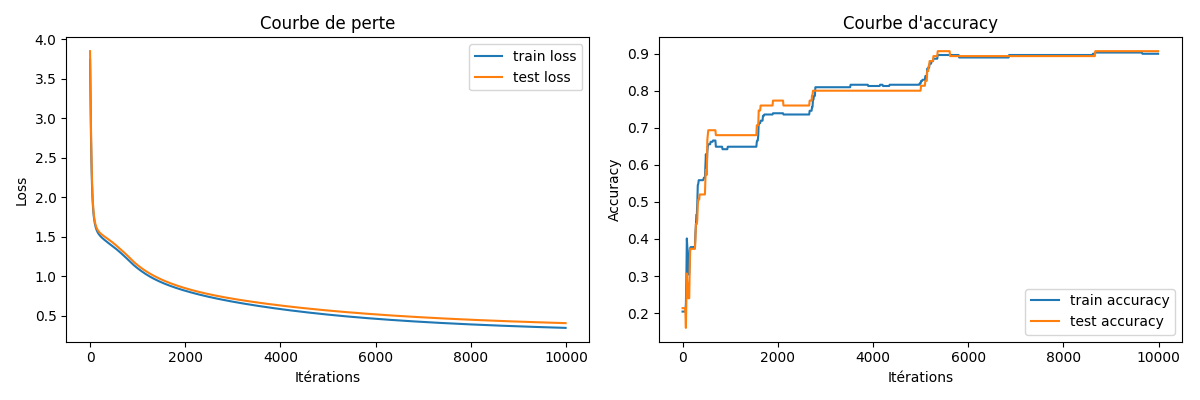 Courbe de perte
4.0
3.5
3.0
2.5
2.0
1.5
1.0
0.5
Loss
train loss
test loss
0 2000 4000 6000 8000 10000
Itérations
Courbe d'accuracy
0.9
0.8
0.7
0.6
0.5
0.4
0.3
0.2
Accuracy
train accuracy
test accuracy
0 2000 4000 6000 8000 10000
Itérations